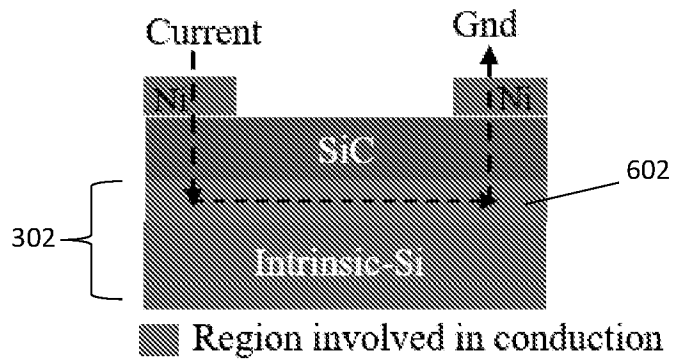 Current Gnd
Ni Ni
SiC
602
302
Intrinsic-Si
Region involved in conduction